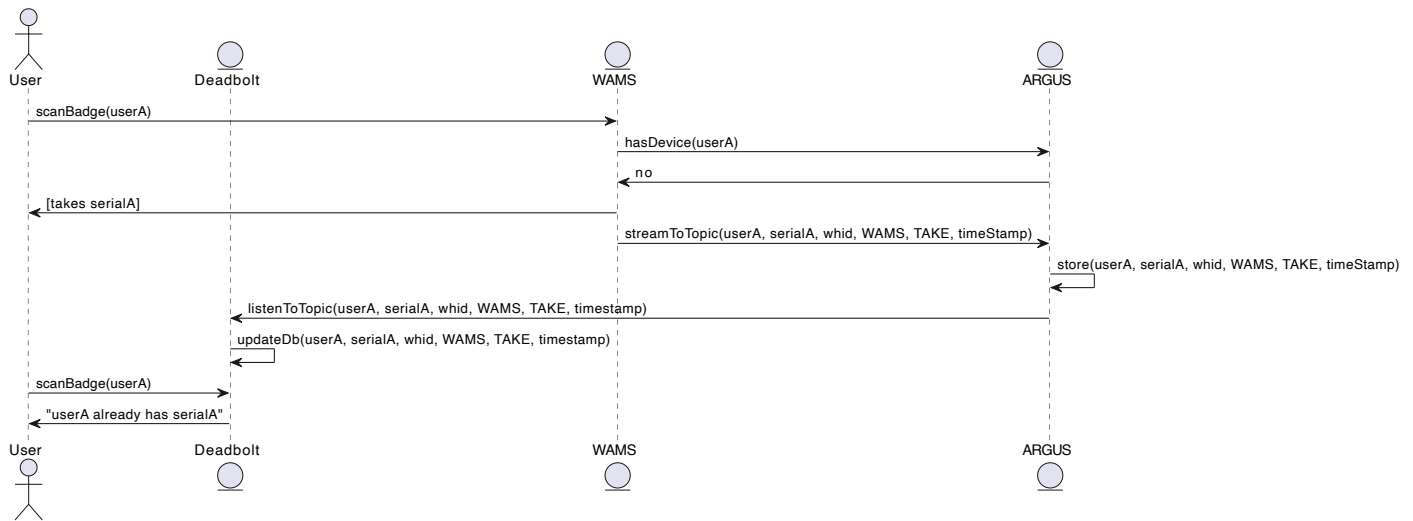 User
Deadbolt
WAMS
ARGUS
scanBadge(userA)
hasDevice(userA)
no
[takes serialA]
streamToTopic(userA, serialA, whid, WAMS, TAKE, timeStamp)
store(userA, serialA, whid, WAMS, TAKE, timeStamp)
listenToTopic(userA, serialA, whid, WAMS, TAKE, timestamp)
updateDb(userA, serialA, whid, WAMS, TAKE, timestamp)
scanBadge(userA)
"userA already has serialA"
User
Deadbolt
WAMS
ARGUS